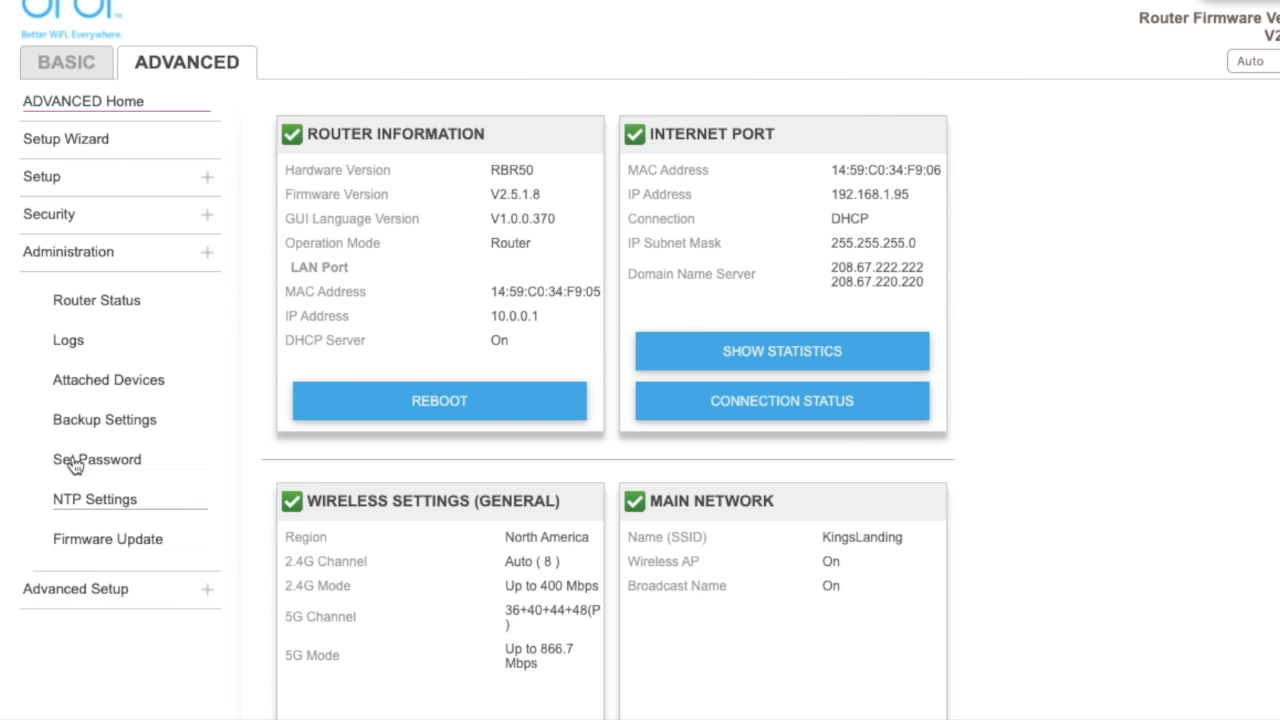 Better WiFi. Everywhere.
Router Firmware Ve
V2
BASIC
ADVANCED
Auto
ADVANCED Home
Setup Wizard
Setup
Security
Administration
Router Status
Logs
Attached Devices
Backup Settings
Set Password
NTP Settings
Firmware Update
Advanced Setup
ROUTER INFORMATION
Hardware Version RBR50
Firmware Version V2.5.1.8
GUI Language Version V1.0.0.370
Operation Mode Router
LAN Port
MAC Address 14:59:C0:34:F9:05
IP Address 10.0.0.1
DHCP Server On
REBOOT
INTERNET PORT
MAC Address 14:59:C0:34:F9:06
IP Address 192.168.1.95
Connection DHCP
IP Subnet Mask 255.255.255.0
Domain Name Server 208.67.222.222
208.67.220.220
SHOW STATISTICS
CONNECTION STATUS
WIRELESS SETTINGS (GENERAL)
Region North America
2.4G Channel Auto ( 8 )
2.4G Mode Up to 400 Mbps
5G Channel 36+40+44+48(P
)
5G Mode Up to 866.7
Mbps
MAIN NETWORK
Name (SSID) KingsLanding
Wireless AP On
Broadcast Name On